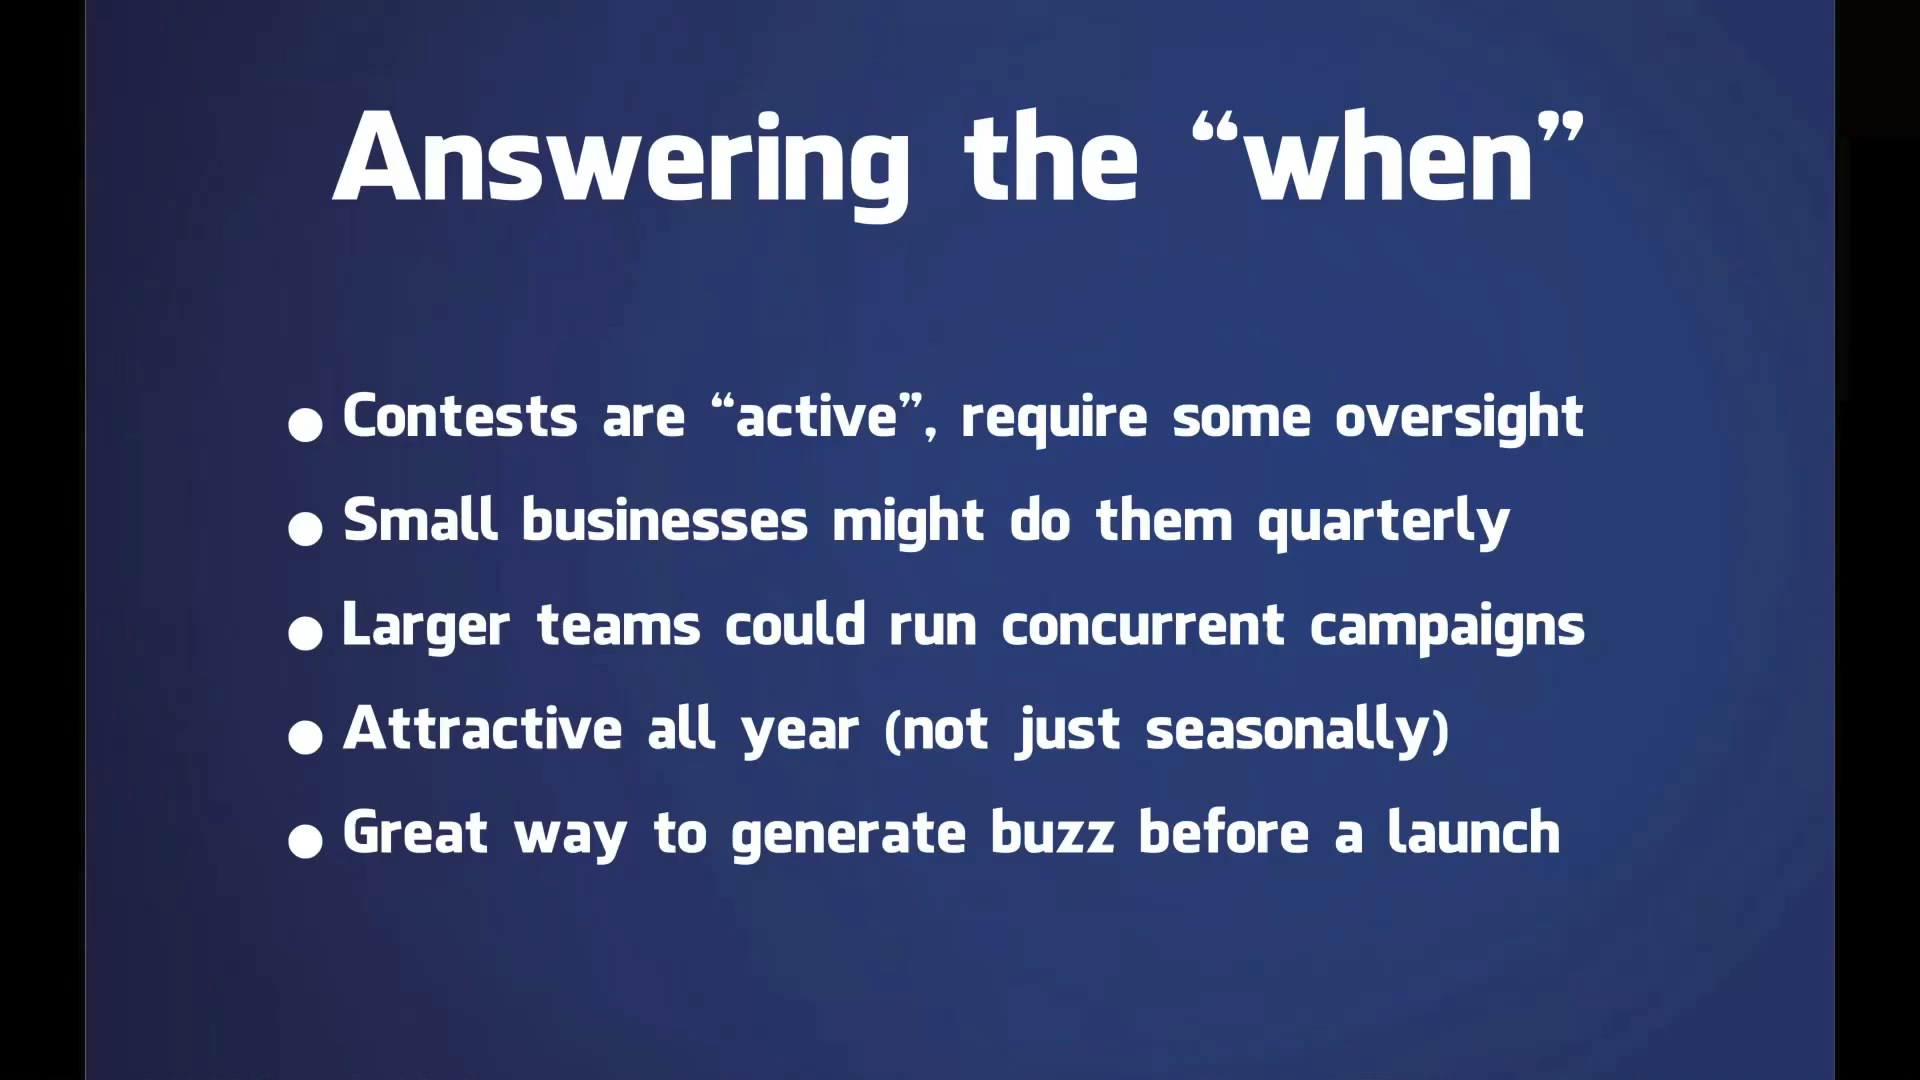 Answering the “when”
● Contests are “active”, require some oversight
● Small businesses might do them quarterly
● Larger teams could run concurrent campaigns
● Attractive all year (not just seasonally)
● Great way to generate buzz before a launch